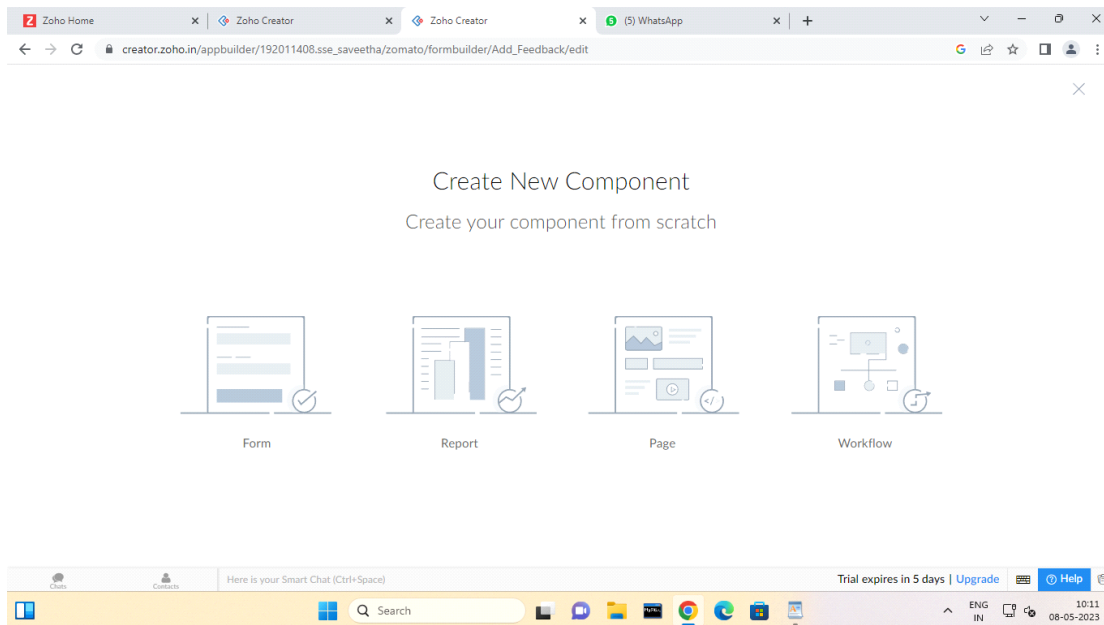 Zoho Home
Zoho Creator
Zoho Creator
(5) WhatsApp
creator.zoho.in/appbuilder/192011408.sse_saveetha/zomato/formbuilder/Add_Feedback/edit
Create New Component
Create your component from scratch
Form
Report
Page
Workflow
Chats
Contacts
Here is your Smart Chat (Ctrl+Space)
Trial expires in 5 days | Upgrade
Help
Search
ENG
IN
10:11
08-05-2023